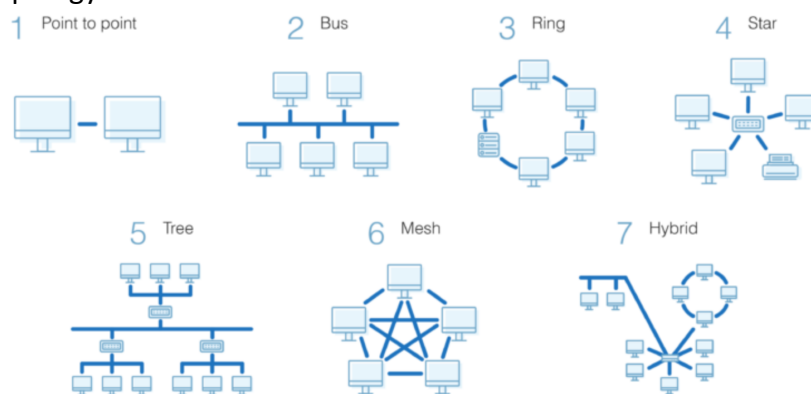 1 Point to point
2 Bus
3 Ring
4 Star
5 Tree
6 Mesh
7 Hybrid